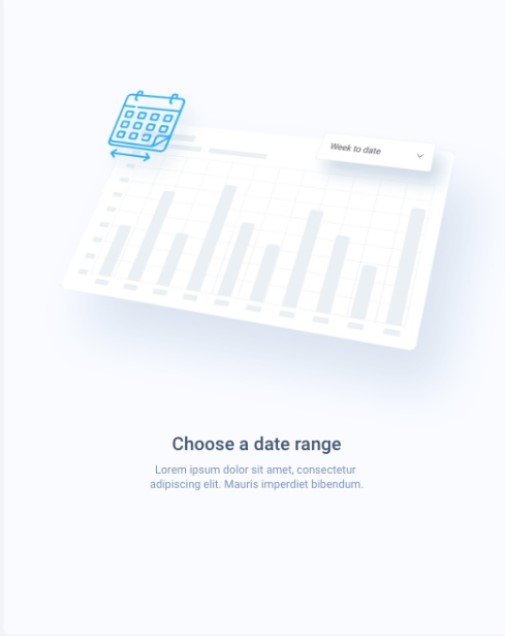 Week to date
Choose a date range
Lorem ipsum dolor sit amet, consectetur
adipiscing elit. Mauris imperdiet bibendum.